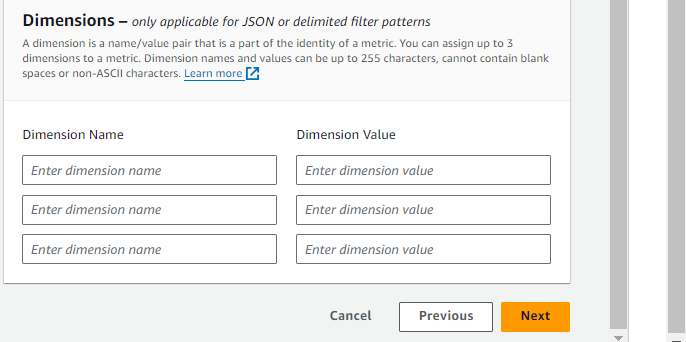 Dimensions – only applicable for JSON or delimited filter patterns
A dimension is a name/value pair that is a part of the identity of a metric. You can assign up to 3
dimensions to a metric. Dimension names and values can be up to 255 characters, cannot contain blank
spaces or non-ASCII characters. Learn more
Dimension Name Dimension Value
Enter dimension name Enter dimension value
Enter dimension name Enter dimension value
Enter dimension name Enter dimension value
Cancel Previous Next